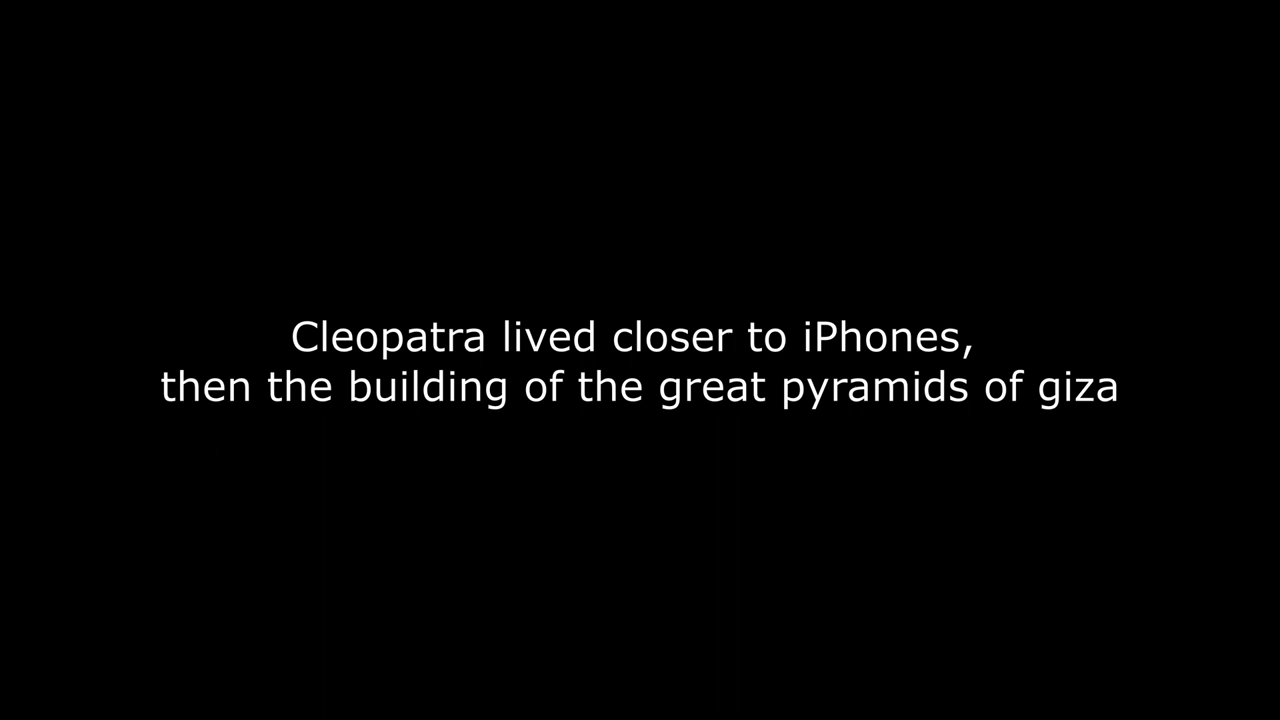 Cleopatra lived closer to iPhones,
then the building of the great pyramids of giza